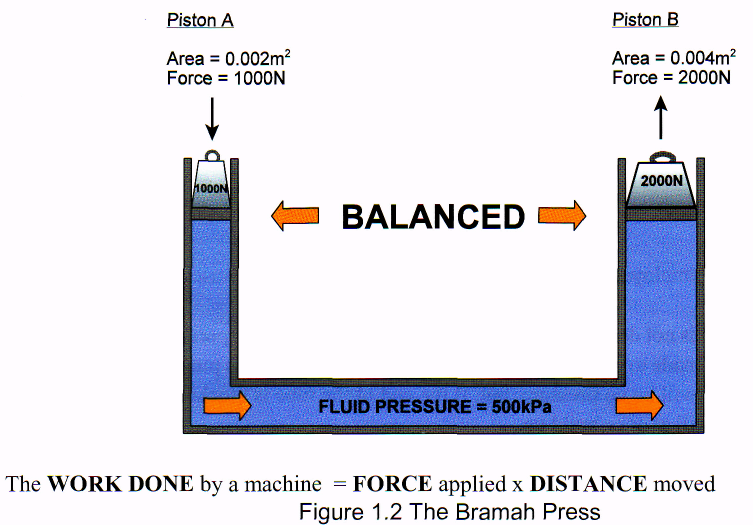 Piston A
Area = 0.002m²
Force = 1000N
Piston B
Area = 0.004m²
Force = 2000N
1000N
2000N
BALANCED
FLUID PRESSURE = 500kPa
The WORK DONE by a machine = FORCE applied x DISTANCE moved
Figure 1.2 The Bramah Press